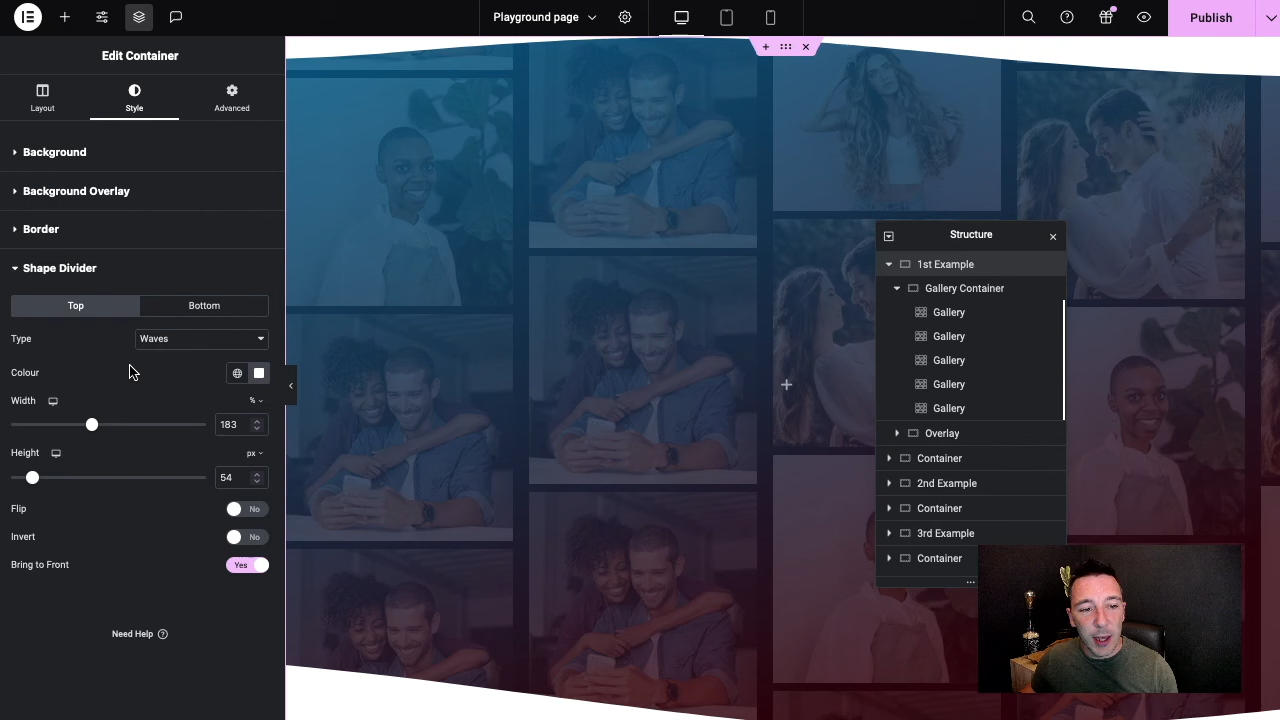 Playground page
Publish
Edit Container
Layout
Style
Advanced
Background
Background Overlay
Border
Shape Divider
Top
Bottom
Type
Waves
Colour
Width
%
183
Height
px
54
Flip
No
Invert
No
Bring to Front
Yes
Need Help
Structure
1st Example
Gallery Container
Gallery
Gallery
Gallery
Gallery
Gallery
Overlay
Container
2nd Example
Container
3rd Example
Container